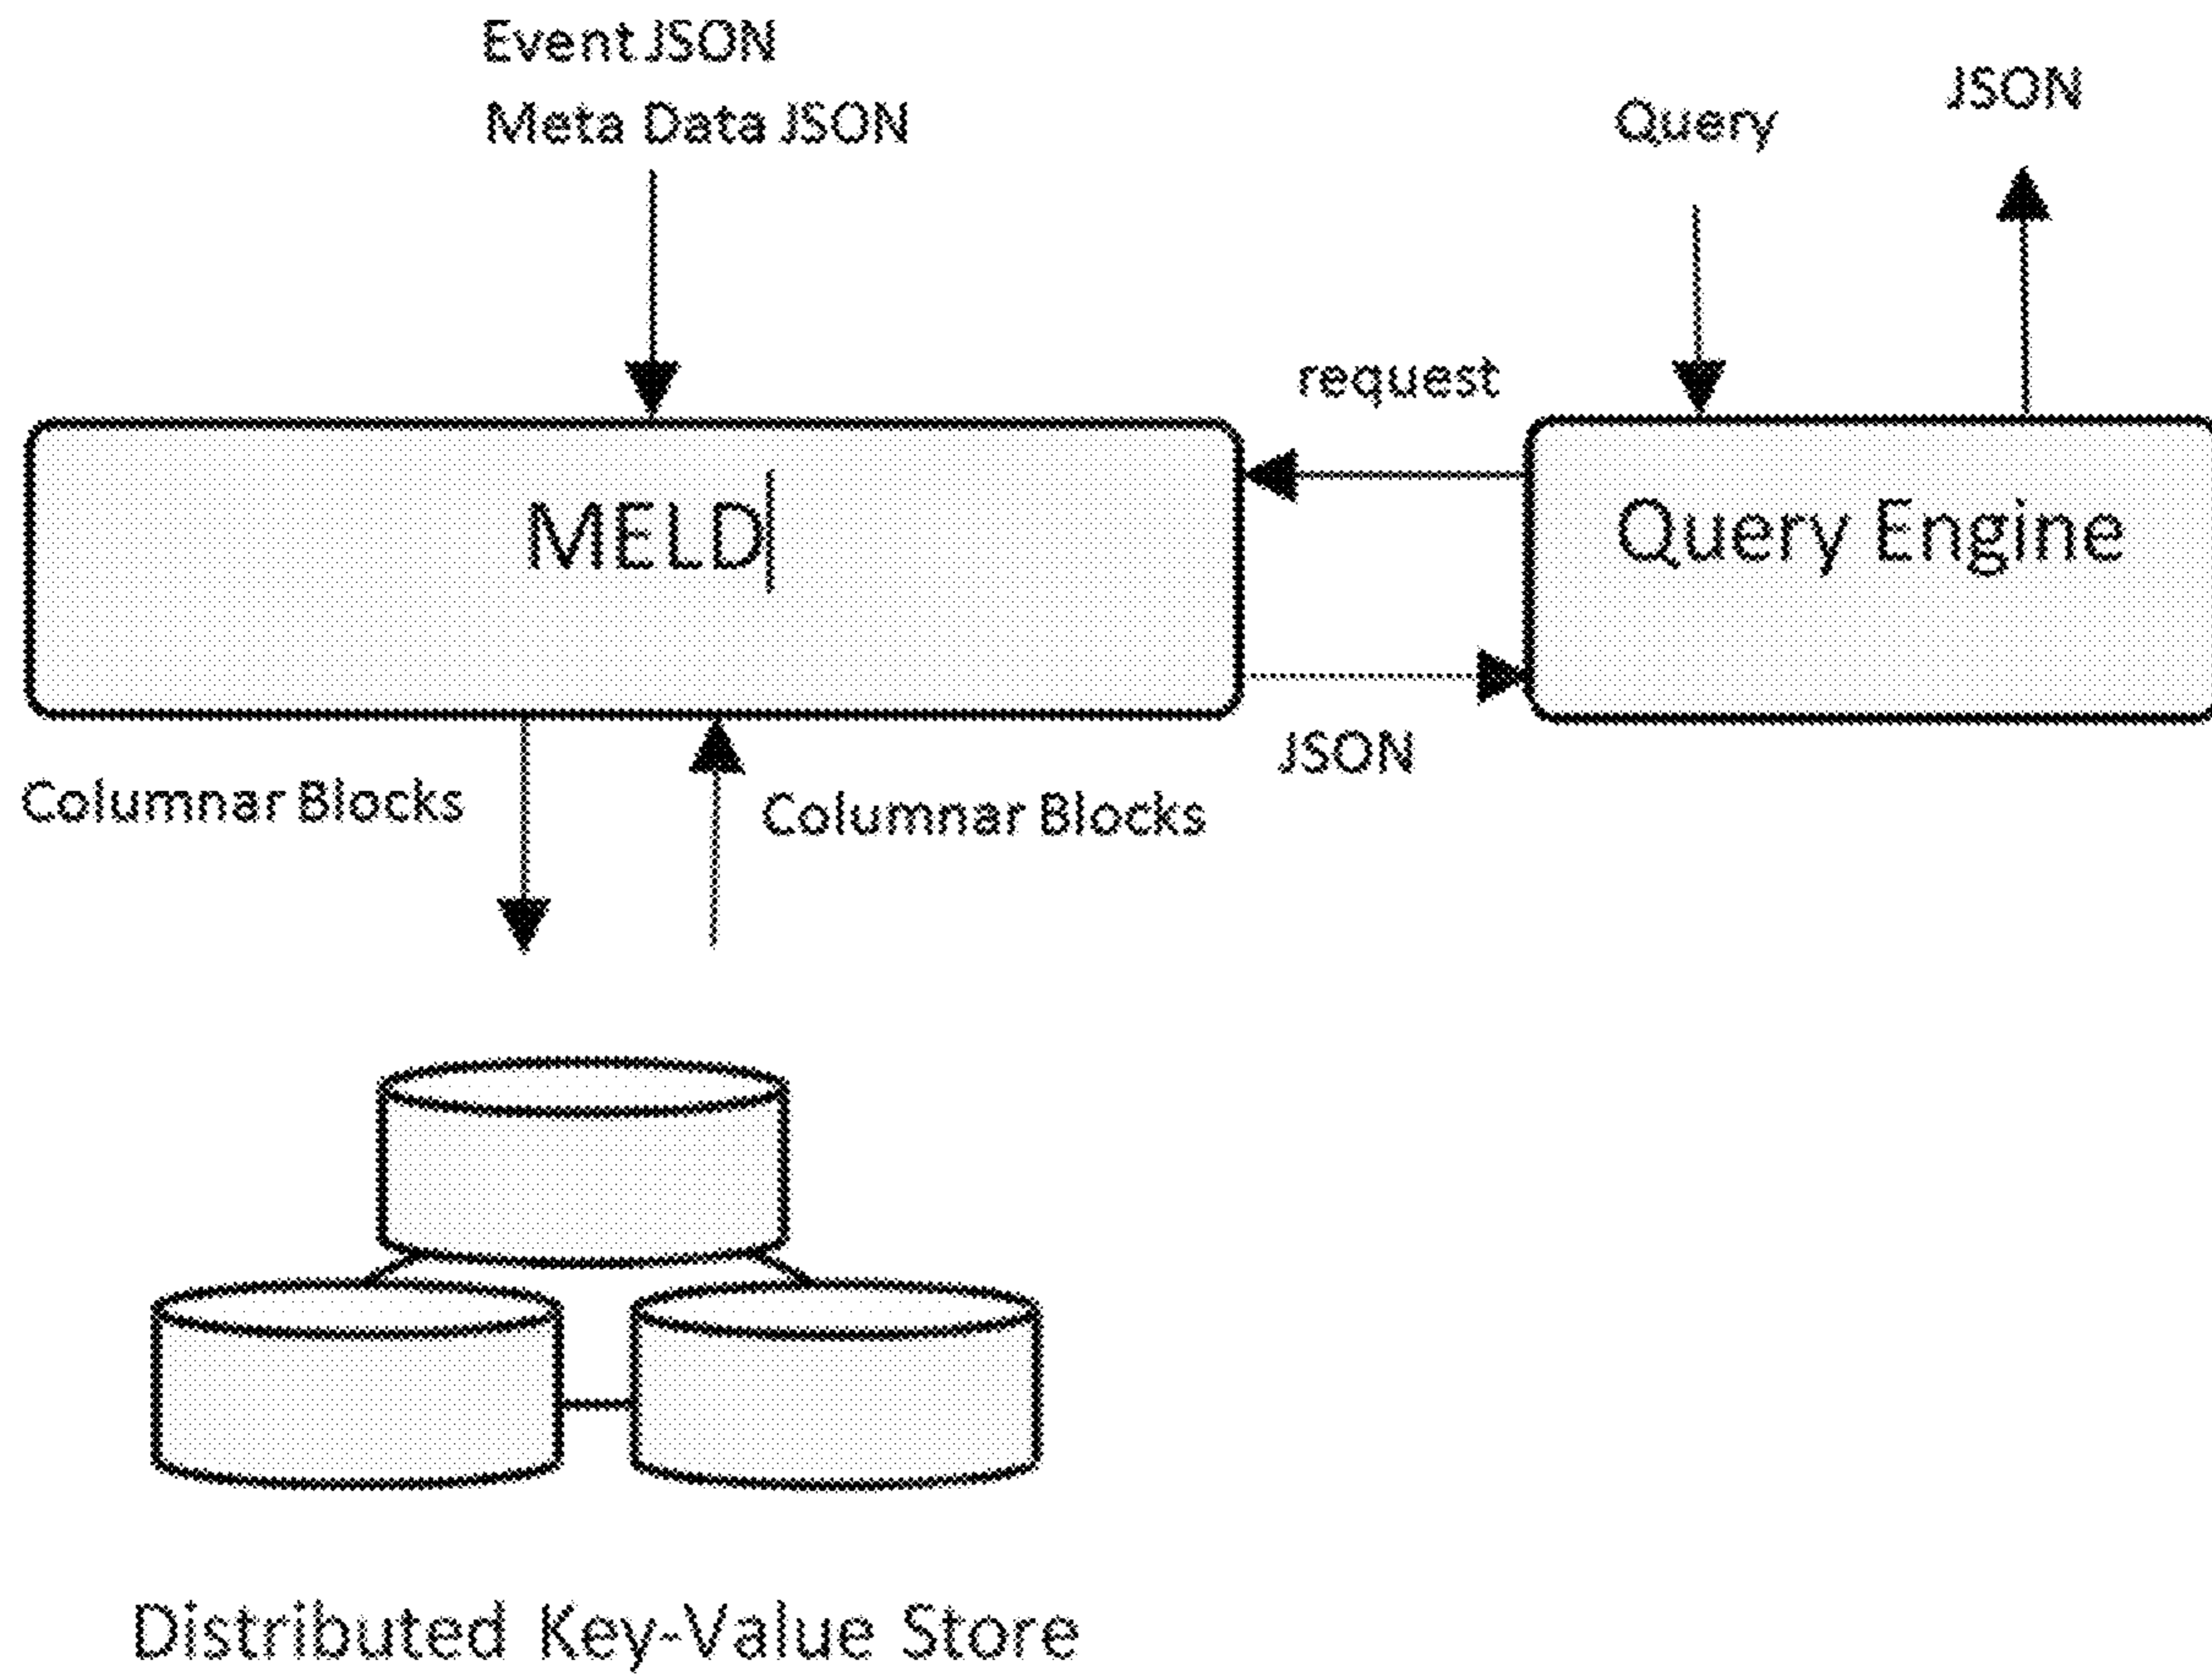 Event JSON
Meta Data JSON
Query
JSON
request
MELD
Query Engine
JSON
Columnar Blocks
Columnar Blocks
Distributed Key-Value Store